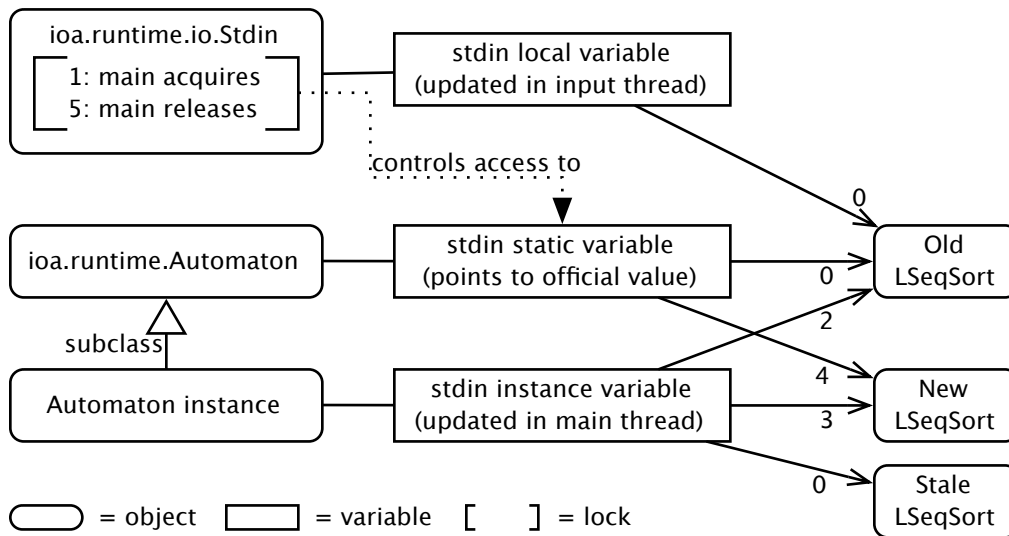 ioa.runtime.io.Stdin
1: main acquires
5: main releases
stdin local variable
(updated in input thread)
controls access to
0
ioa.runtime.Automaton
stdin static variable
(points to official value)
0
Old
LSeqSort
2
subclass
4
Automaton instance
stdin instance variable
(updated in main thread)
3
New
LSeqSort
0
Stale
LSeqSort
= object
= variable
[ ] = lock